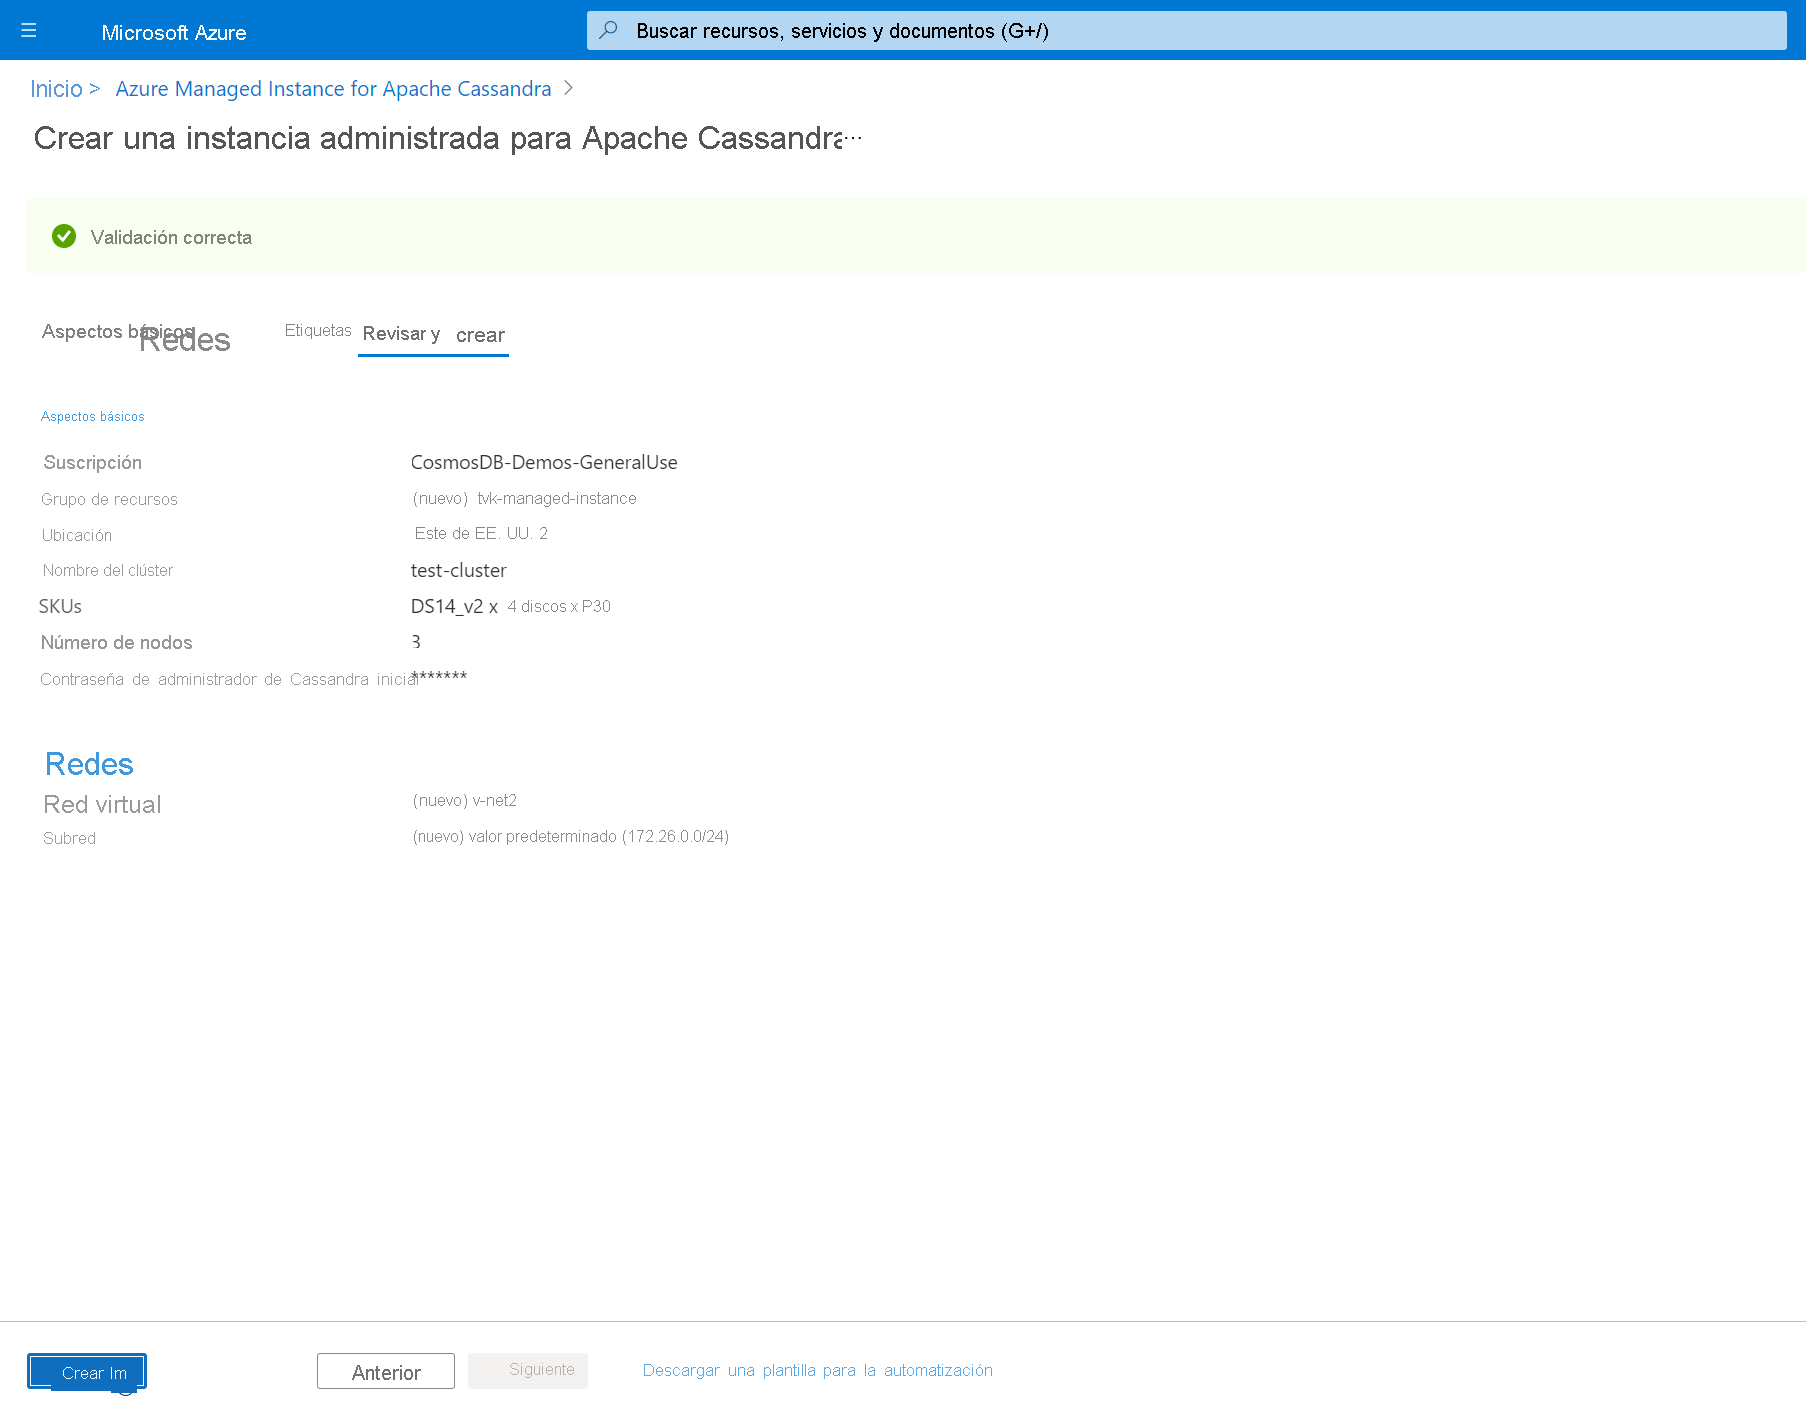 Microsoft Azure
Buscar recursos, servicios y documentos (G+/)
Inicio > Azure Managed Instance for Apache Cassandra >
Crear una instancia administrada para Apache Cassandra...
Validación correcta
Aspectos básicos Redes Etiquetas Revisar y crear
Aspectos básicos
Suscripción CosmosDB-Demos-GeneralUse
Grupo de recursos (nuevo) tvk-managed-instance
Ubicación Este de EE. UU. 2
Nombre del clúster test-cluster
SKUs DS14_v2 x 4 discos x P30
Número de nodos 3
Contraseña de administrador de Cassandra inicial *******
Redes
Red virtual (nuevo) v-net2
Subred (nuevo) valor predeterminado (172.26.0.0/24)
Crear Im Anterior Siguiente Descargar una plantilla para la automatización